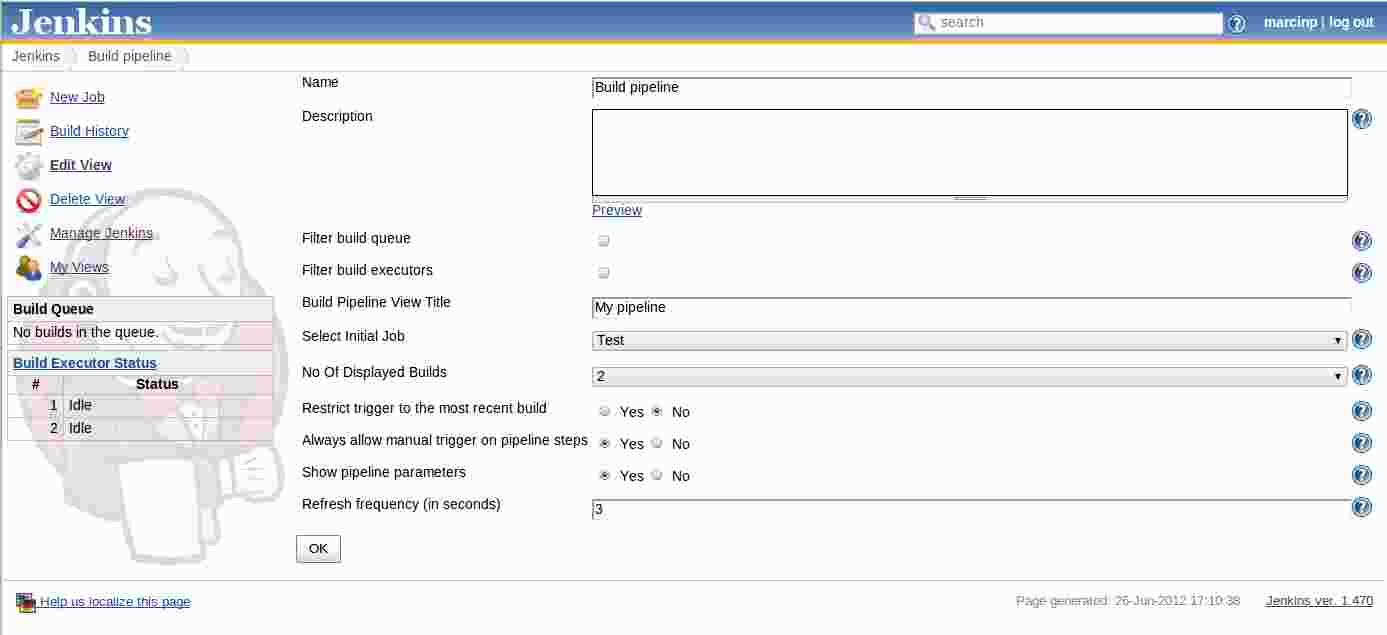 Jenkins
search
marcinp | log out
Jenkins
Build pipeline
New Job
Build History
Edit View
Delete View
Manage Jenkins
My Views
Build Queue
No builds in the queue.
Build Executor Status
# Status
1 Idle
2 Idle
Name
Build pipeline
Description
Preview
Filter build queue
Filter build executors
Build Pipeline View Title
My pipeline
Select Initial Job
Test
No Of Displayed Builds
2
Restrict trigger to the most recent build
Yes No
Always allow manual trigger on pipeline steps
Yes No
Show pipeline parameters
Yes No
Refresh frequency (in seconds)
3
OK
Help us localize this page
Page generated: 26-Jun-2012 17:10:38
Jenkins ver. 1.470